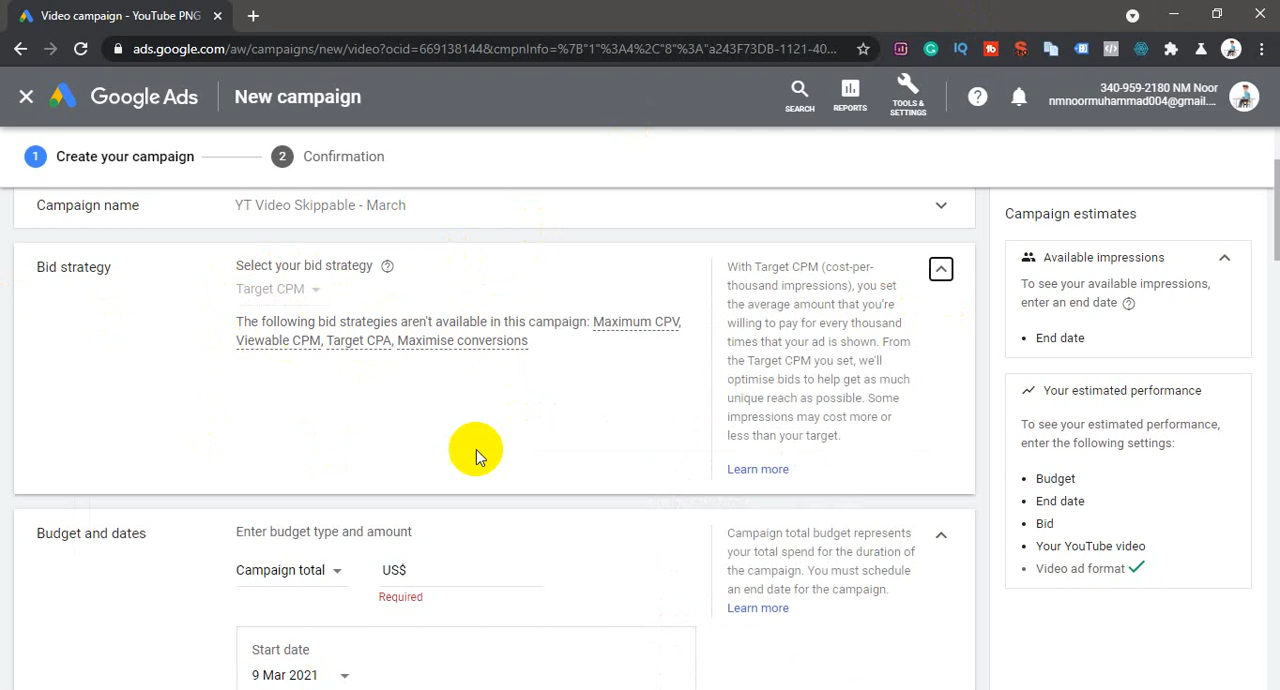 Video campaign - YouTube PNG
ads.google.com/aw/campaigns/new/video?ocid=669138144&cmpnInfo=%7B"1"%3A4%2C"8"%3A"a243F73DB-1121-40...
Google Ads
New campaign
SEARCH
REPORTS
TOOLS &
SETTINGS
340-959-2180 NM Noor
nmnoormuhammad004@gmail....
1 Create your campaign
2 Confirmation
Campaign name
YT Video Skippable - March
Bid strategy
Select your bid strategy
Target CPM
The following bid strategies aren't available in this campaign: Maximum CPV,
Viewable CPM, Target CPA, Maximise conversions
With Target CPM (cost-per-
thousand impressions), you set
the average amount that you're
willing to pay for every thousand
times that your ad is shown. From
the Target CPM you set, we'll
optimise bids to help get as much
unique reach as possible. Some
impressions may cost more or
less than your target.
Learn more
Budget and dates
Enter budget type and amount
Campaign total
US$
Required
Campaign total budget represents
your total spend for the duration of
the campaign. You must schedule
an end date for the campaign.
Learn more
Start date
9 Mar 2021
Campaign estimates
Available impressions
To see your available impressions,
enter an end date
• End date
Your estimated performance
To see your estimated performance,
enter the following settings:
• Budget
• End date
• Bid
• Your YouTube video
• Video ad format